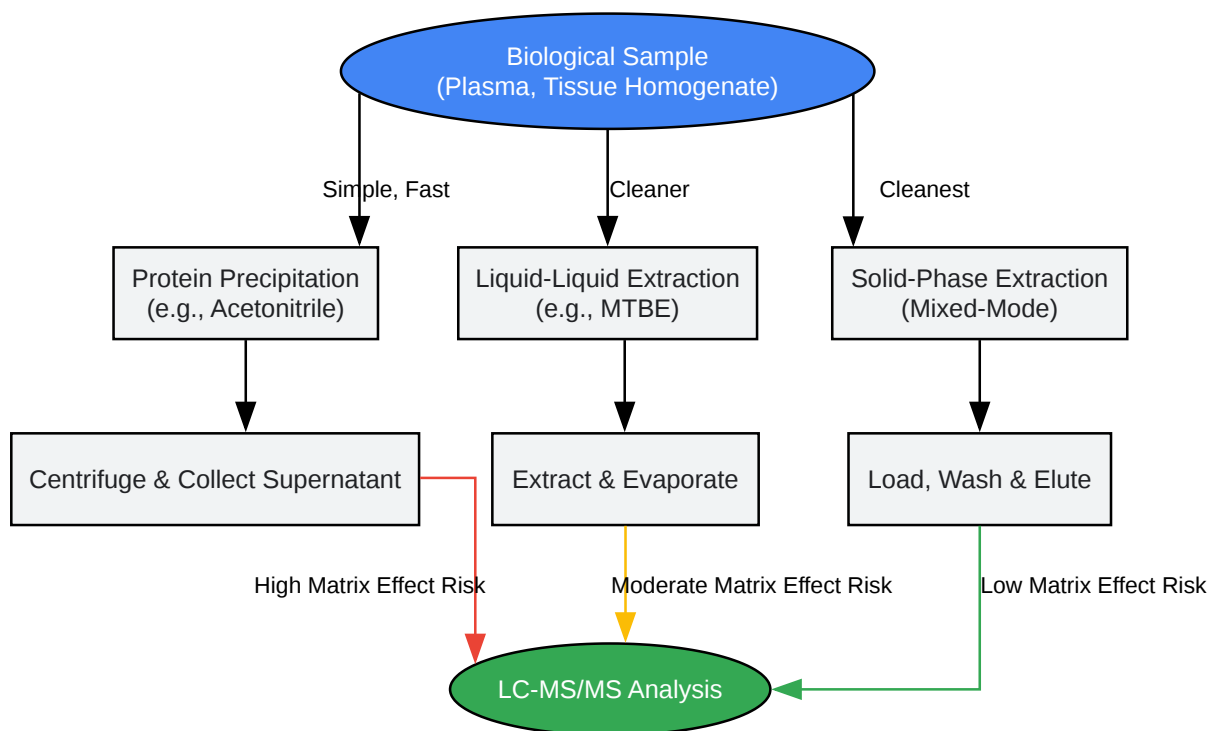 Biological Sample
(Plasma, Tissue Homogenate)
Simple, Fast
Cleaner
Cleanest
Protein Precipitation
(e.g., Acetonitrile)
Liquid-Liquid Extraction
(e.g., MTBE)
Solid-Phase Extraction
(Mixed-Mode)
Centrifuge & Collect Supernatant
Extract & Evaporate
Load, Wash & Elute
High Matrix Effect Risk
Moderate Matrix Effect Risk
Low Matrix Effect Risk
LC-MS/MS Analysis